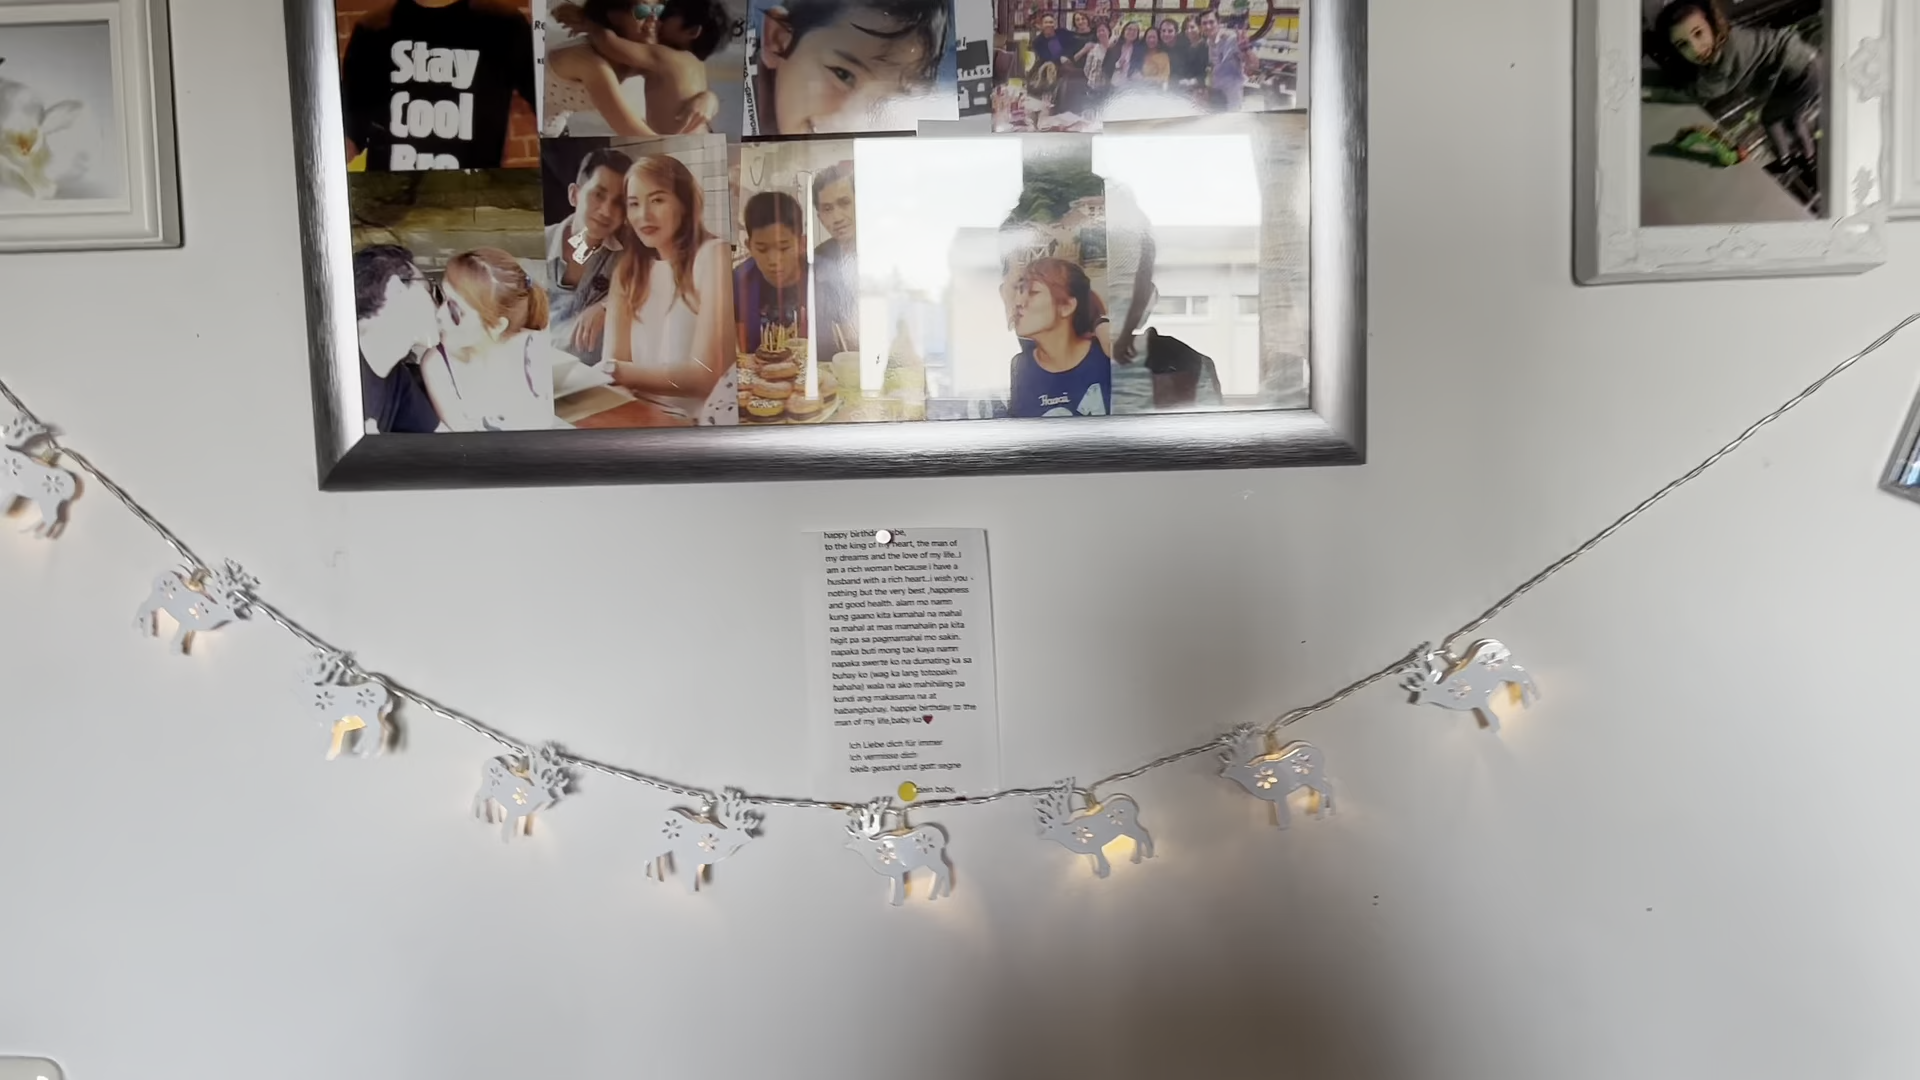 Stay
Cool
Bro
Hawaii
happy birthday
to the king of my heart, the man of
my dreams and the love of my life..I
am a rich woman because i have a
husband with a rich heart..i wish you
nothing but the very best ,happiness
and good health. alam mo namn
kung gaano kita kamahal na mahal
na mahal at mas mamahalin pa kita
higit pa sa pagmamahal mo sakin.
napaka buti mong tao kaya namn
napaka swerte ko na dumating ka sa
buhay ko (wag ka lang totopakin
hahaha) wala na ako mahihiling pa
kundi ang makasama na at
habangbuhay. happie birthday to the
man of my life,baby ko❤
Ich Liebe dich für immer
Ich vermisse dich
bleib gesund und gott segne
mein baby,